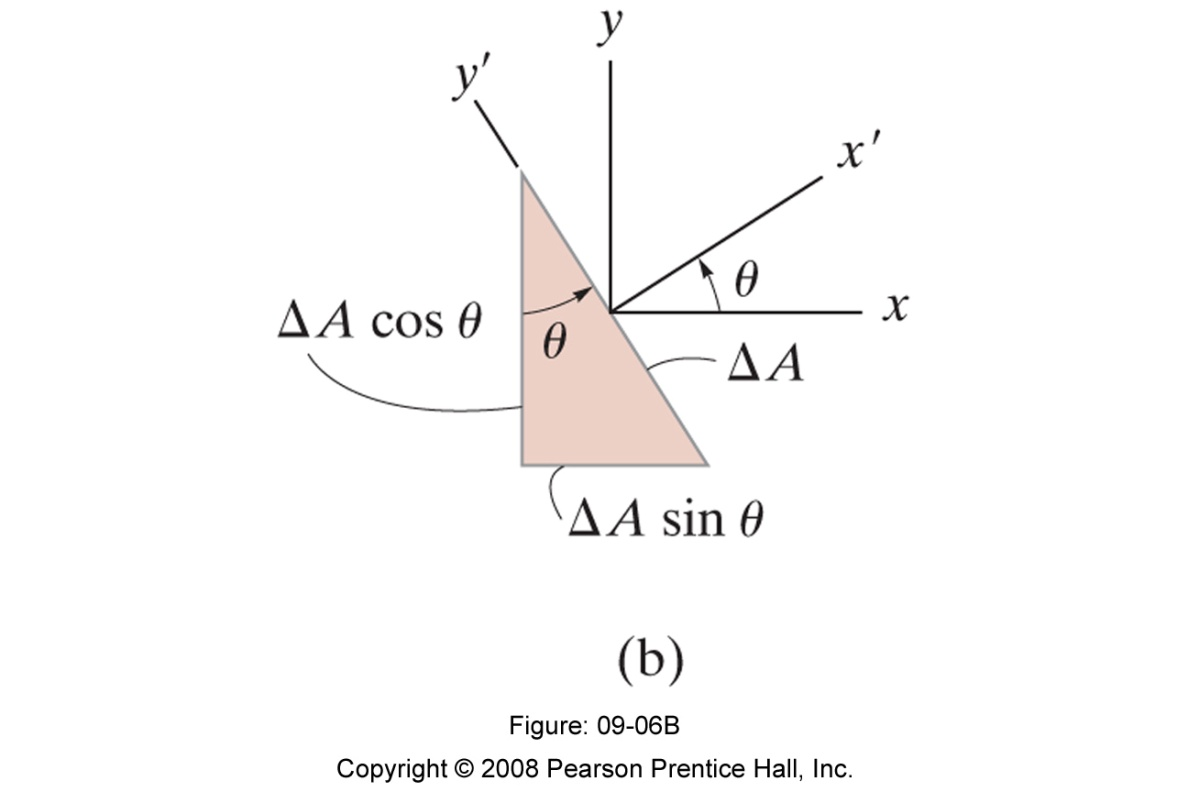 y
y′
x′
θ
x
ΔA cos θ
θ
ΔA
ΔA sin θ
(b)
Figure: 09-06B
Copyright © 2008 Pearson Prentice Hall, Inc.